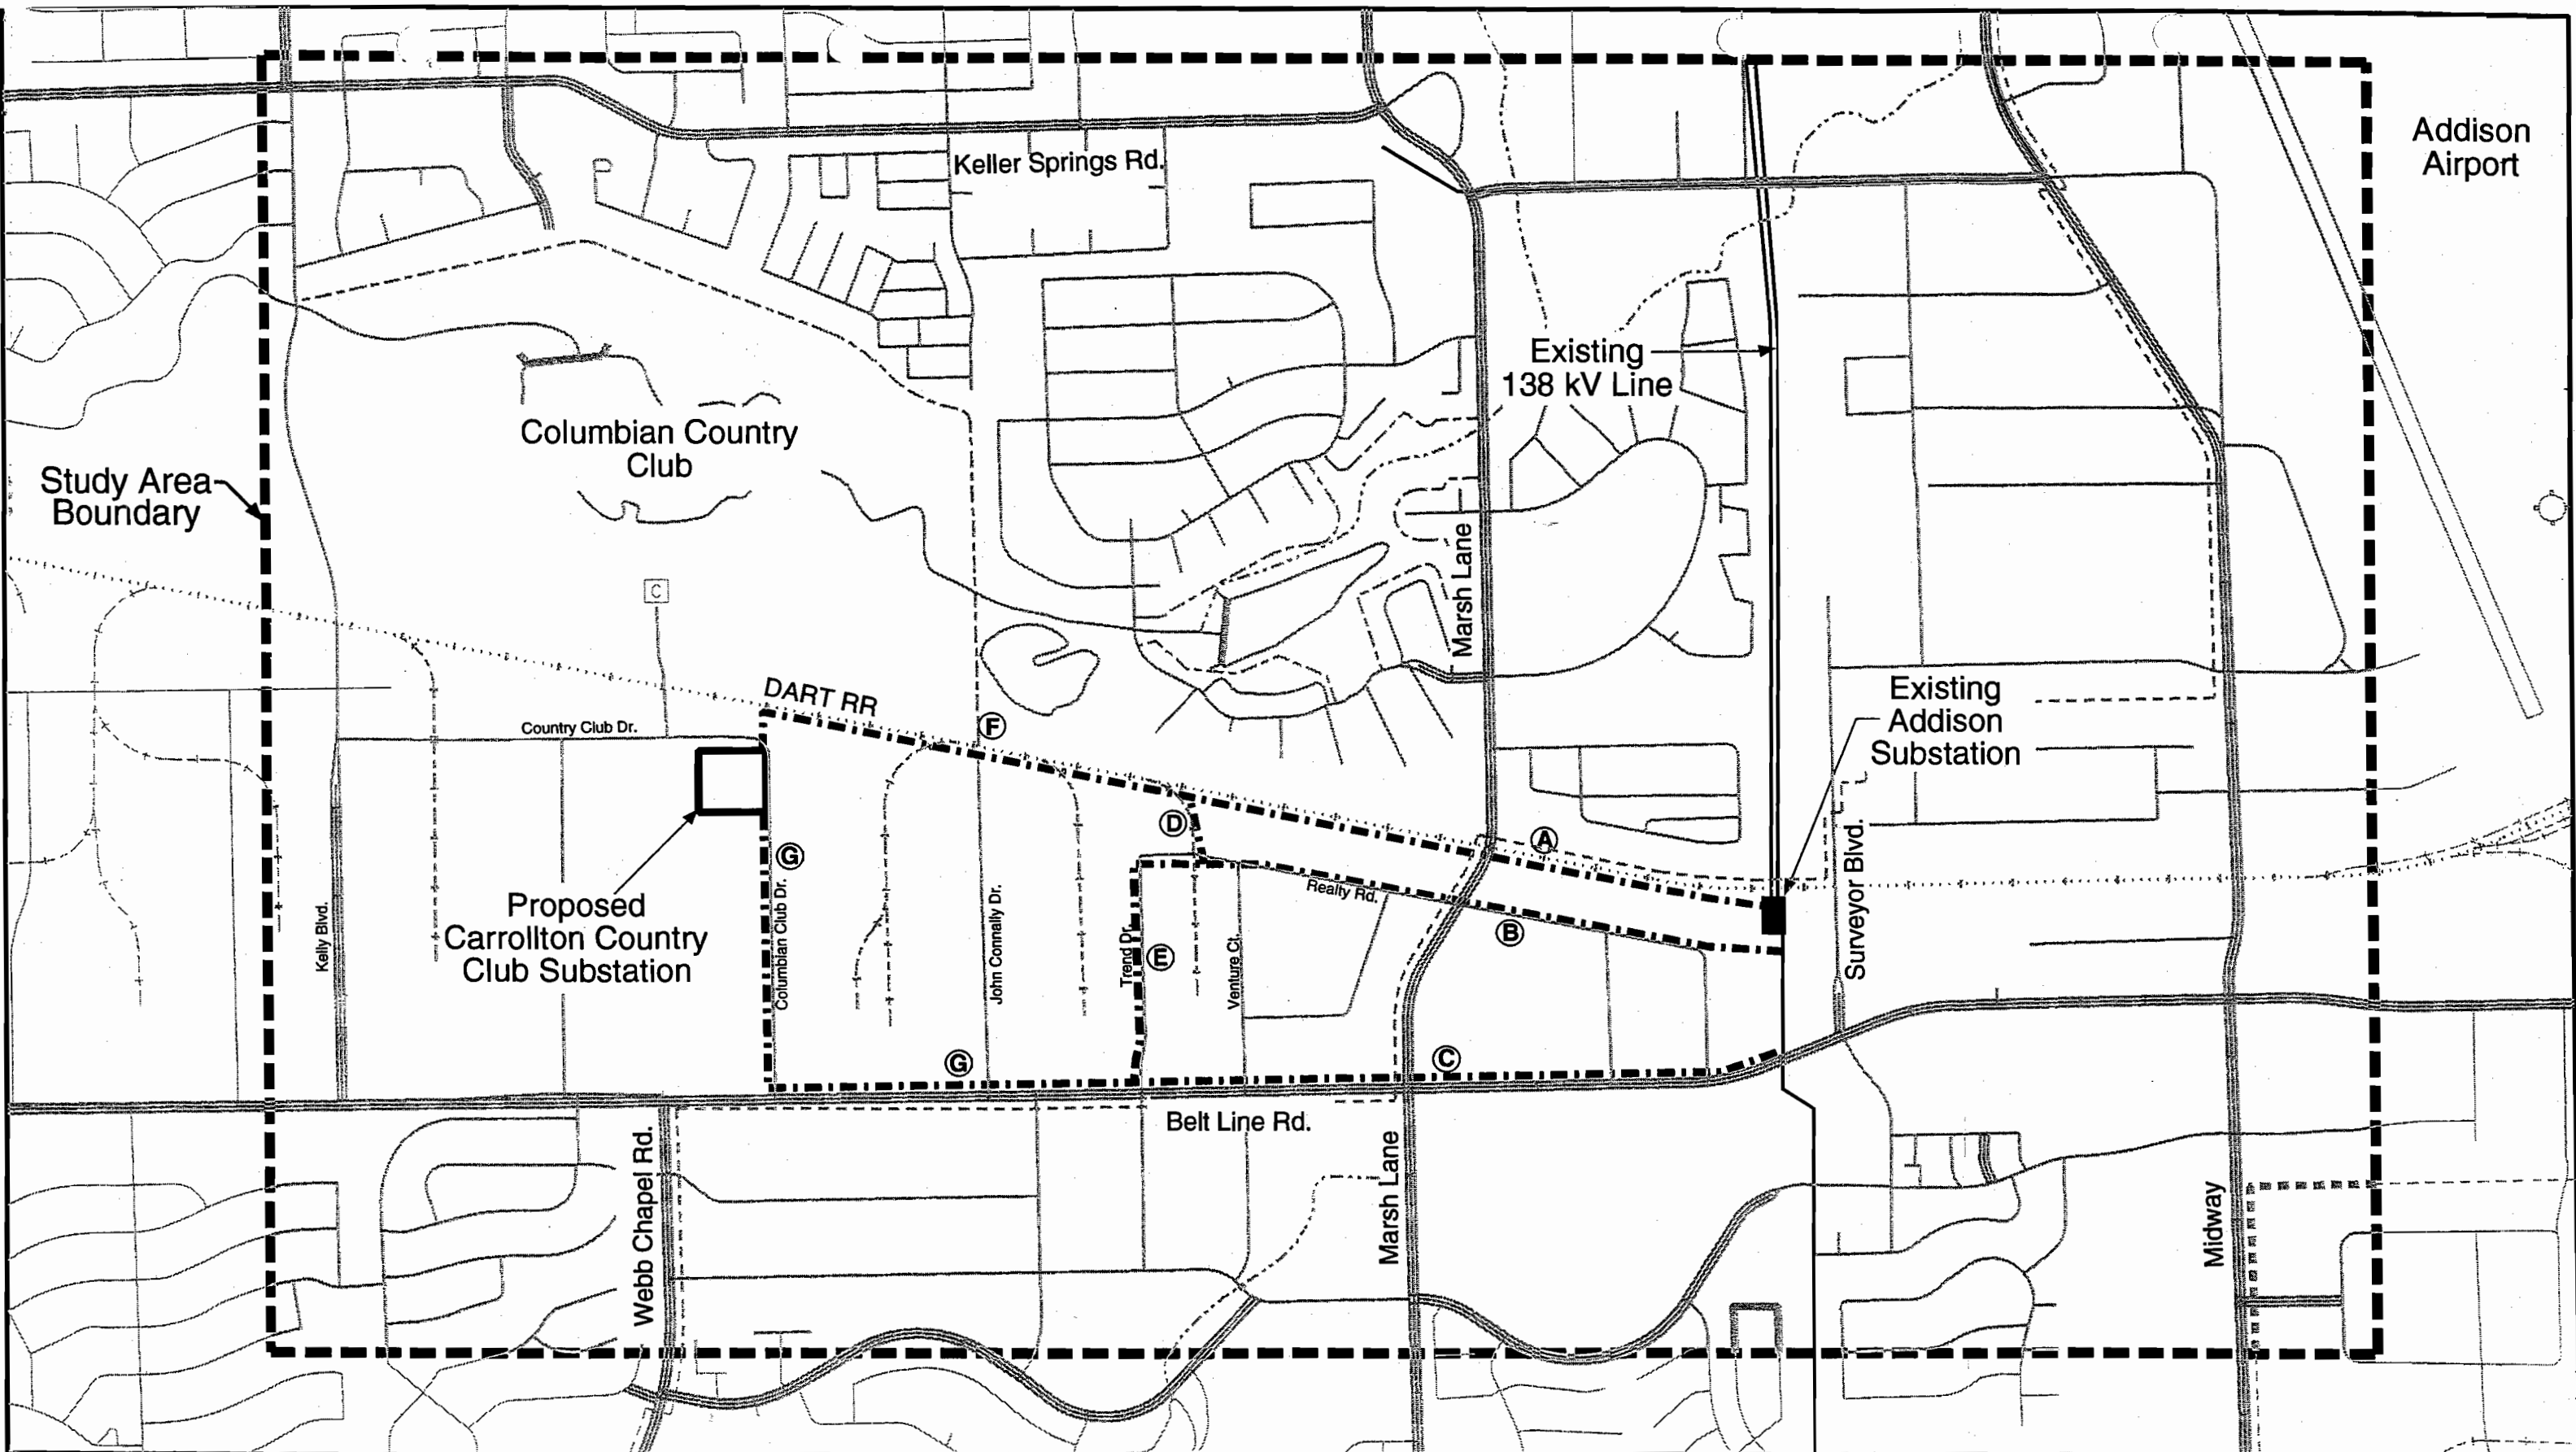 Addison
Airport
Keller Springs Rd.
Existing
138 kV Line
Columbian Country
Club
Study Area
Boundary
Marsh Lane
C
DART RR
Existing
Addison
Substation
Country Club Dr.
F
D
A
G
Proposed
Carrollton Country
Club Substation
Kelly Blvd.
Columbian Club Dr.
John Connally Dr.
Trend Dr.
E
Venture Ct.
Realty Rd.
B
Surveyor Blvd.
G
C
Belt Line Rd.
Webb Chapel Rd.
Marsh Lane
Midway